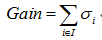 Gain = ∑_{i∈I} σ_i ↵